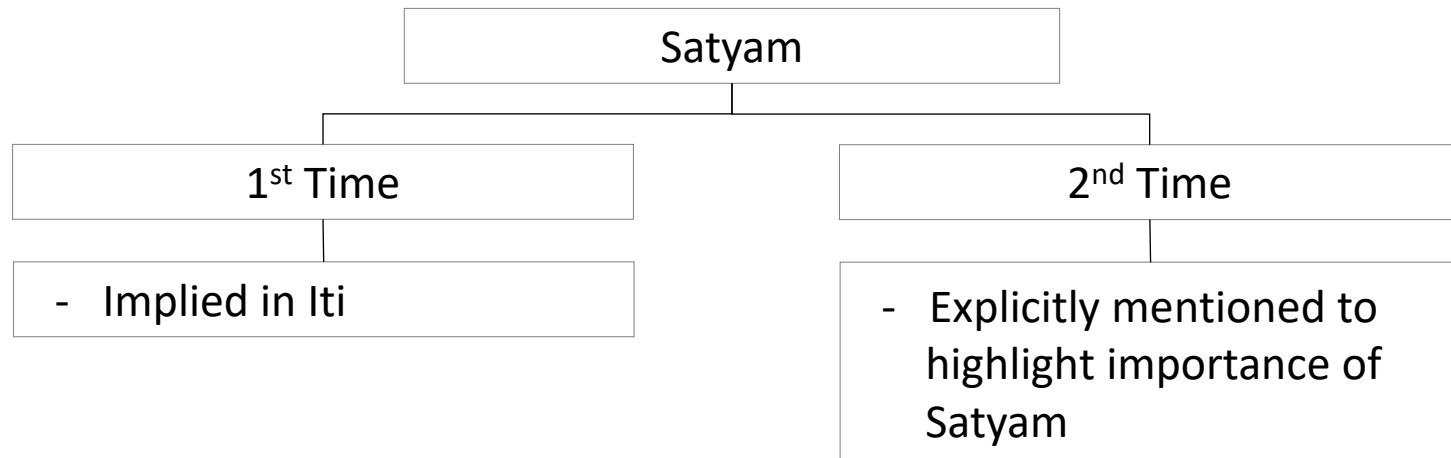 Satyam
1st Time
2nd Time
- Implied in Iti
- Explicitly mentioned to
highlight importance of
Satyam